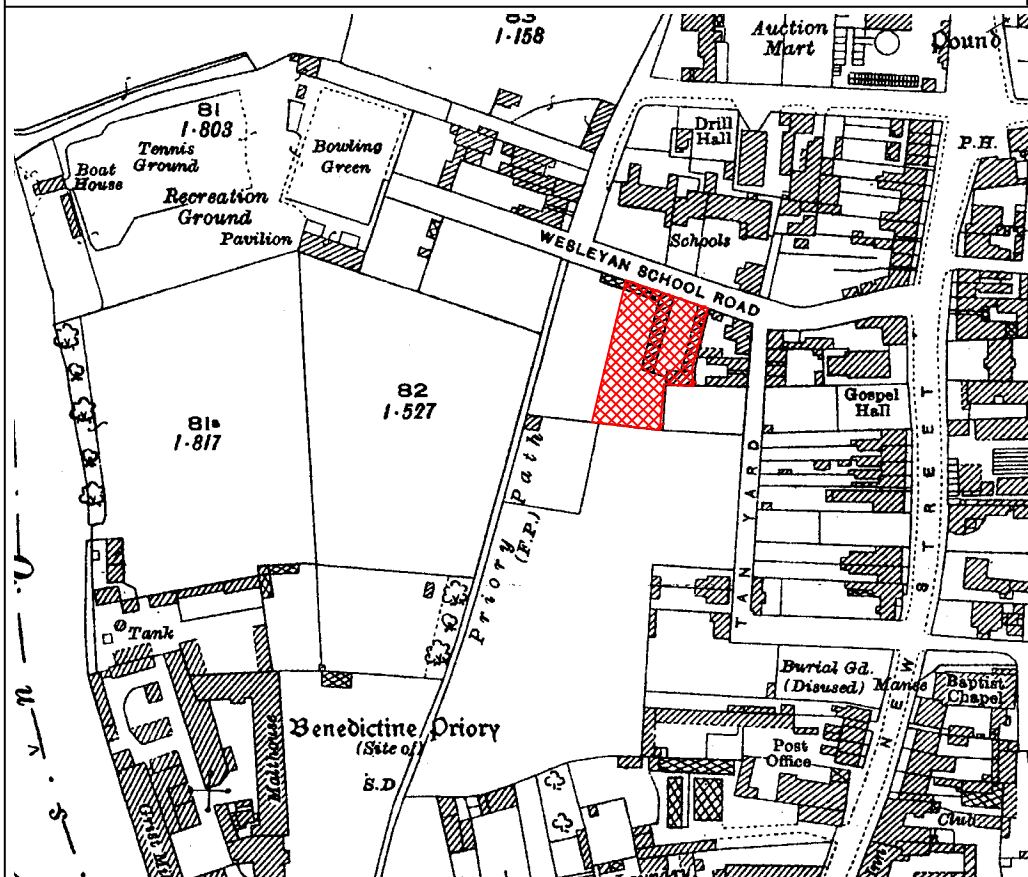 83
1·158
Auction
Mart
Pound
81
1·803
Tennis
Ground
Boat
House
Bowling
Green
Recreation
Ground
Pavilion
Drill
Hall
P.H.
Schools
WESLEYAN SCHOOL ROAD
82
1·527
81a
1·817
Gospel
Hall
Priory Path
(F.P.)
TAN YARD
NEW STREET
Tank
Malthouse
Benedictine Priory
(Site of)
S.D
Burial Gd.
(Disused)
Manse
Baptist
Chapel
Post
Office
Club